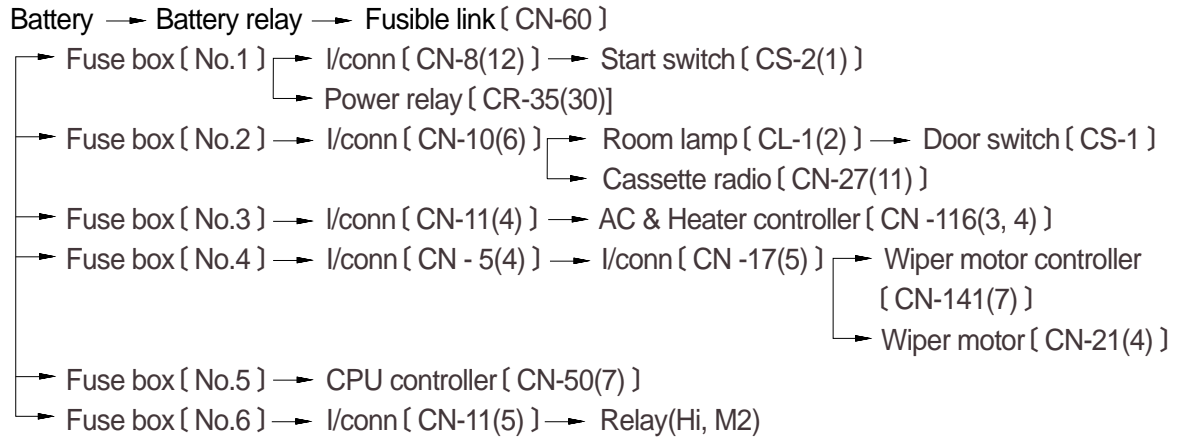 Battery → Battery relay → Fusible link [ CN-60 ]
→ Fuse box [ No.1 ] → I/conn [ CN-8(12) ] → Start switch [ CS-2(1) ]
→ Power relay [ CR-35(30)]
→ Fuse box [ No.2 ] → I/conn [ CN-10(6) ] → Room lamp [ CL-1(2) ] → Door switch [ CS-1 ]
→ Cassette radio [ CN-27(11) ]
→ Fuse box [ No.3 ] → I/conn [ CN-11(4) ] → AC & Heater controller [ CN -116(3, 4) ]
→ Fuse box [ No.4 ] → I/conn [ CN - 5(4) ] → I/conn [ CN -17(5) ] → Wiper motor controller
[ CN-141(7) ]
→ Wiper motor [ CN-21(4) ]
→ Fuse box [ No.5 ] → CPU controller [ CN-50(7) ]
→ Fuse box [ No.6 ] → I/conn [ CN-11(5) ] → Relay(Hi, M2)